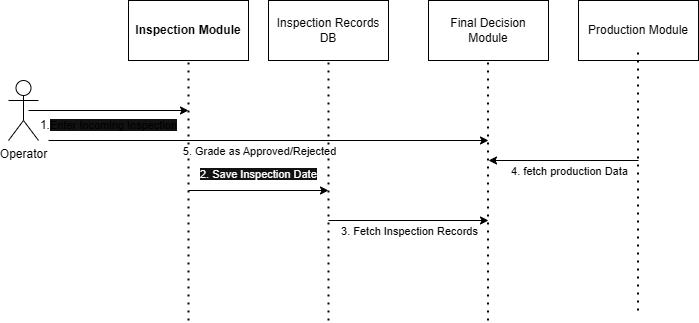 Inspection Module
Inspection Records
DB
Final Decision
Module
Production Module
1.Enter Incoming Inspection
Operator
5. Grade as Approved/Rejected
2. Save Inspection Date
4. fetch production Data
3. Fetch Inspection Records